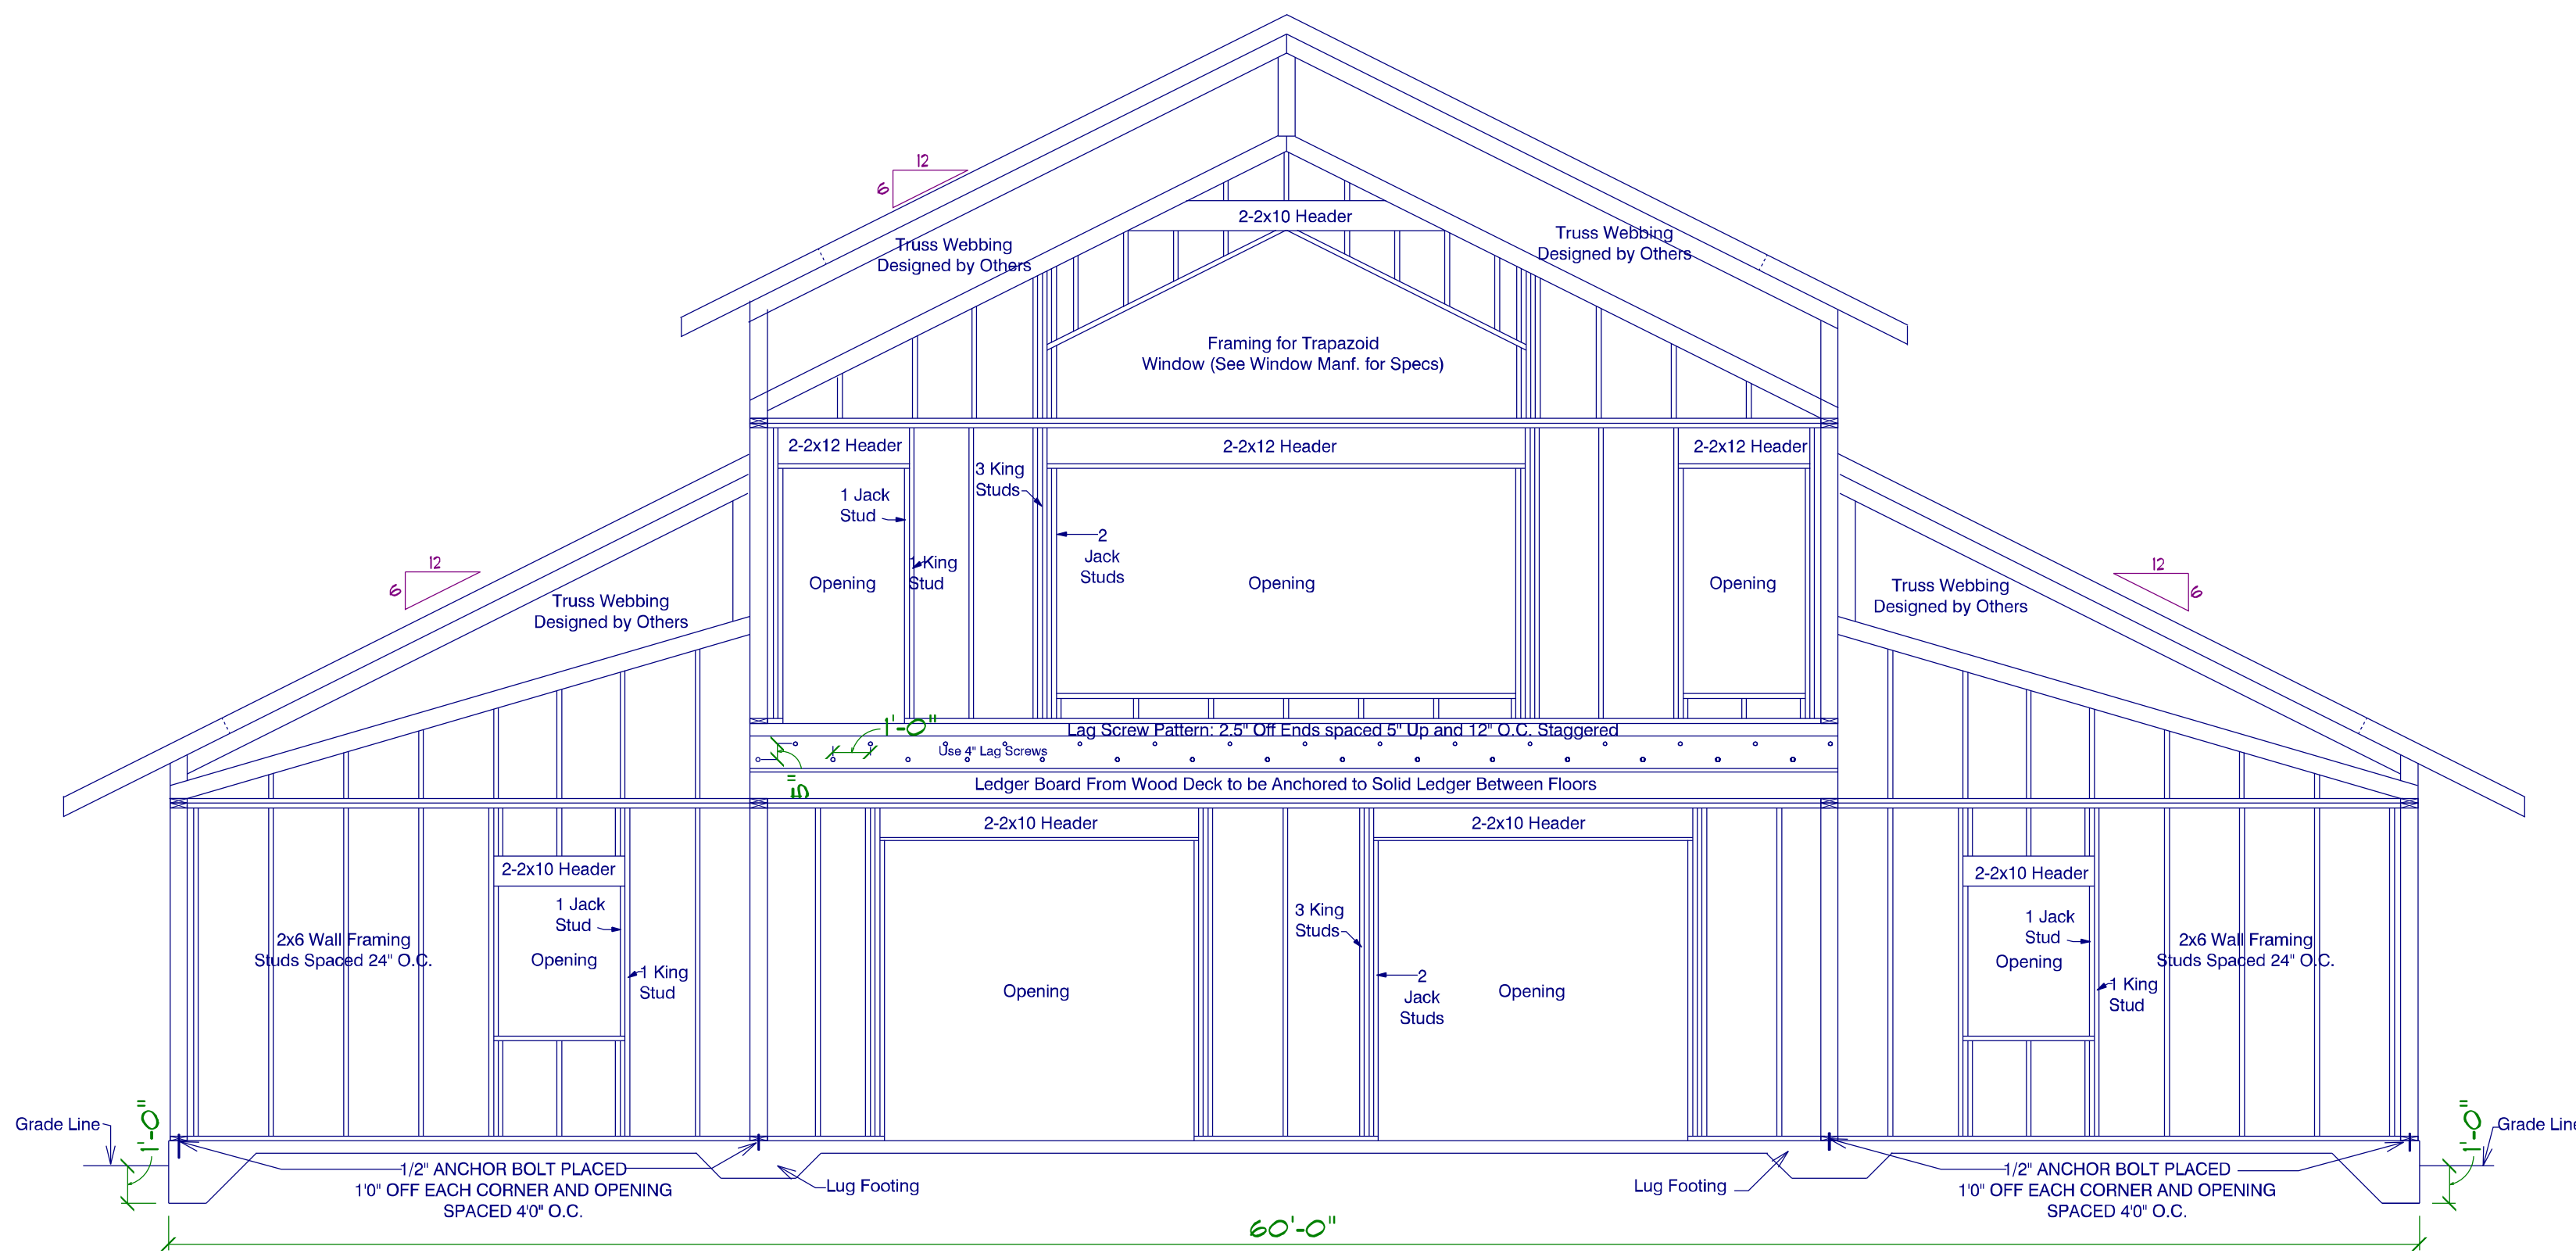 12
6
2-2x10 Header
Truss Webbing
Designed by Others
Truss Webbing
Designed by Others
Framing for Trapazoid
Window (See Window Manf. for Specs)
2-2x12 Header
2-2x12 Header
2-2x12 Header
3 King
Studs
1 Jack
Stud
2
Jack
Studs
1 King
Stud
Opening
Opening
Opening
12
6
12
6
Truss Webbing
Designed by Others
Truss Webbing
Designed by Others
1'-0"
Lag Screw Pattern: 2.5" Off Ends spaced 5" Up and 12" O.C. Staggered
Use 4" Lag Screws
5"
Ledger Board From Wood Deck to be Anchored to Solid Ledger Between Floors
2-2x10 Header
2-2x10 Header
2-2x10 Header
2-2x10 Header
1 Jack
Stud
3 King
Studs
1 Jack
Stud
2x6 Wall Framing
Studs Spaced 24" O.C.
Opening
1 King
Stud
Opening
2
Jack
Studs
Opening
Opening
1 King
Stud
2x6 Wall Framing
Studs Spaced 24" O.C.
Grade Line
1'-0"
1'-0"
Grade Line
1/2" ANCHOR BOLT PLACED
1'0" OFF EACH CORNER AND OPENING
SPACED 4'0" O.C.
Lug Footing
Lug Footing
1/2" ANCHOR BOLT PLACED
1'0" OFF EACH CORNER AND OPENING
SPACED 4'0" O.C.
60'-0"